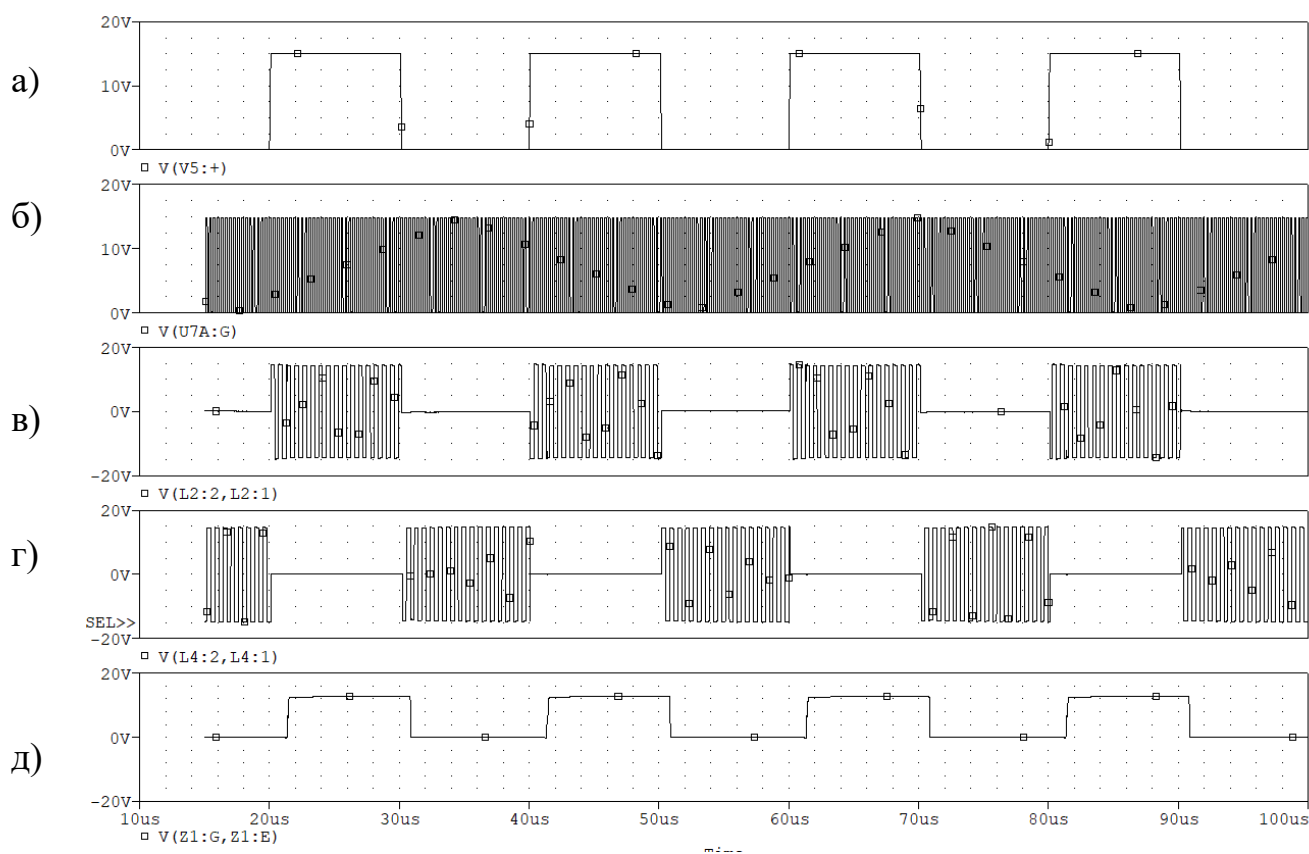 а)
20V
10V
0V
□ V(V5:+)
б)
20V
10V
0V
□ V(U7A:G)
в)
20V
0V
-20V
□ V(L2:2,L2:1)
г)
20V
0V
SEL>>
-20V
□ V(L4:2,L4:1)
д)
20V
0V
-20V
10us 20us 30us 40us 50us 60us 70us 80us 90us 100us
□ V(Z1:G,Z1:E)
Time